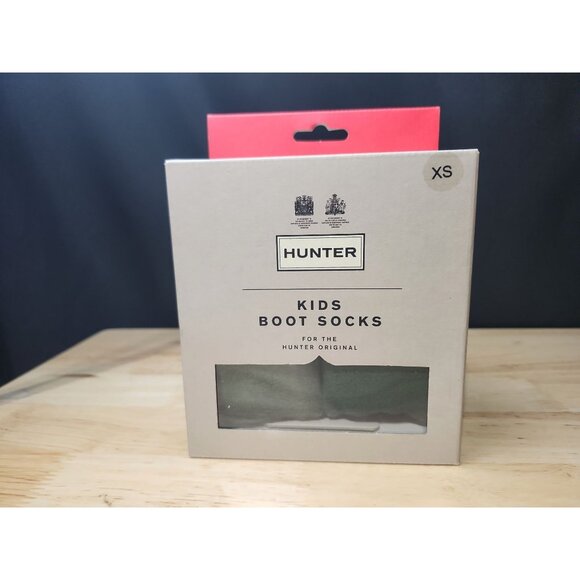 XS
HUNTER
KIDS
BOOT SOCKS
FOR THE
HUNTER ORIGINAL